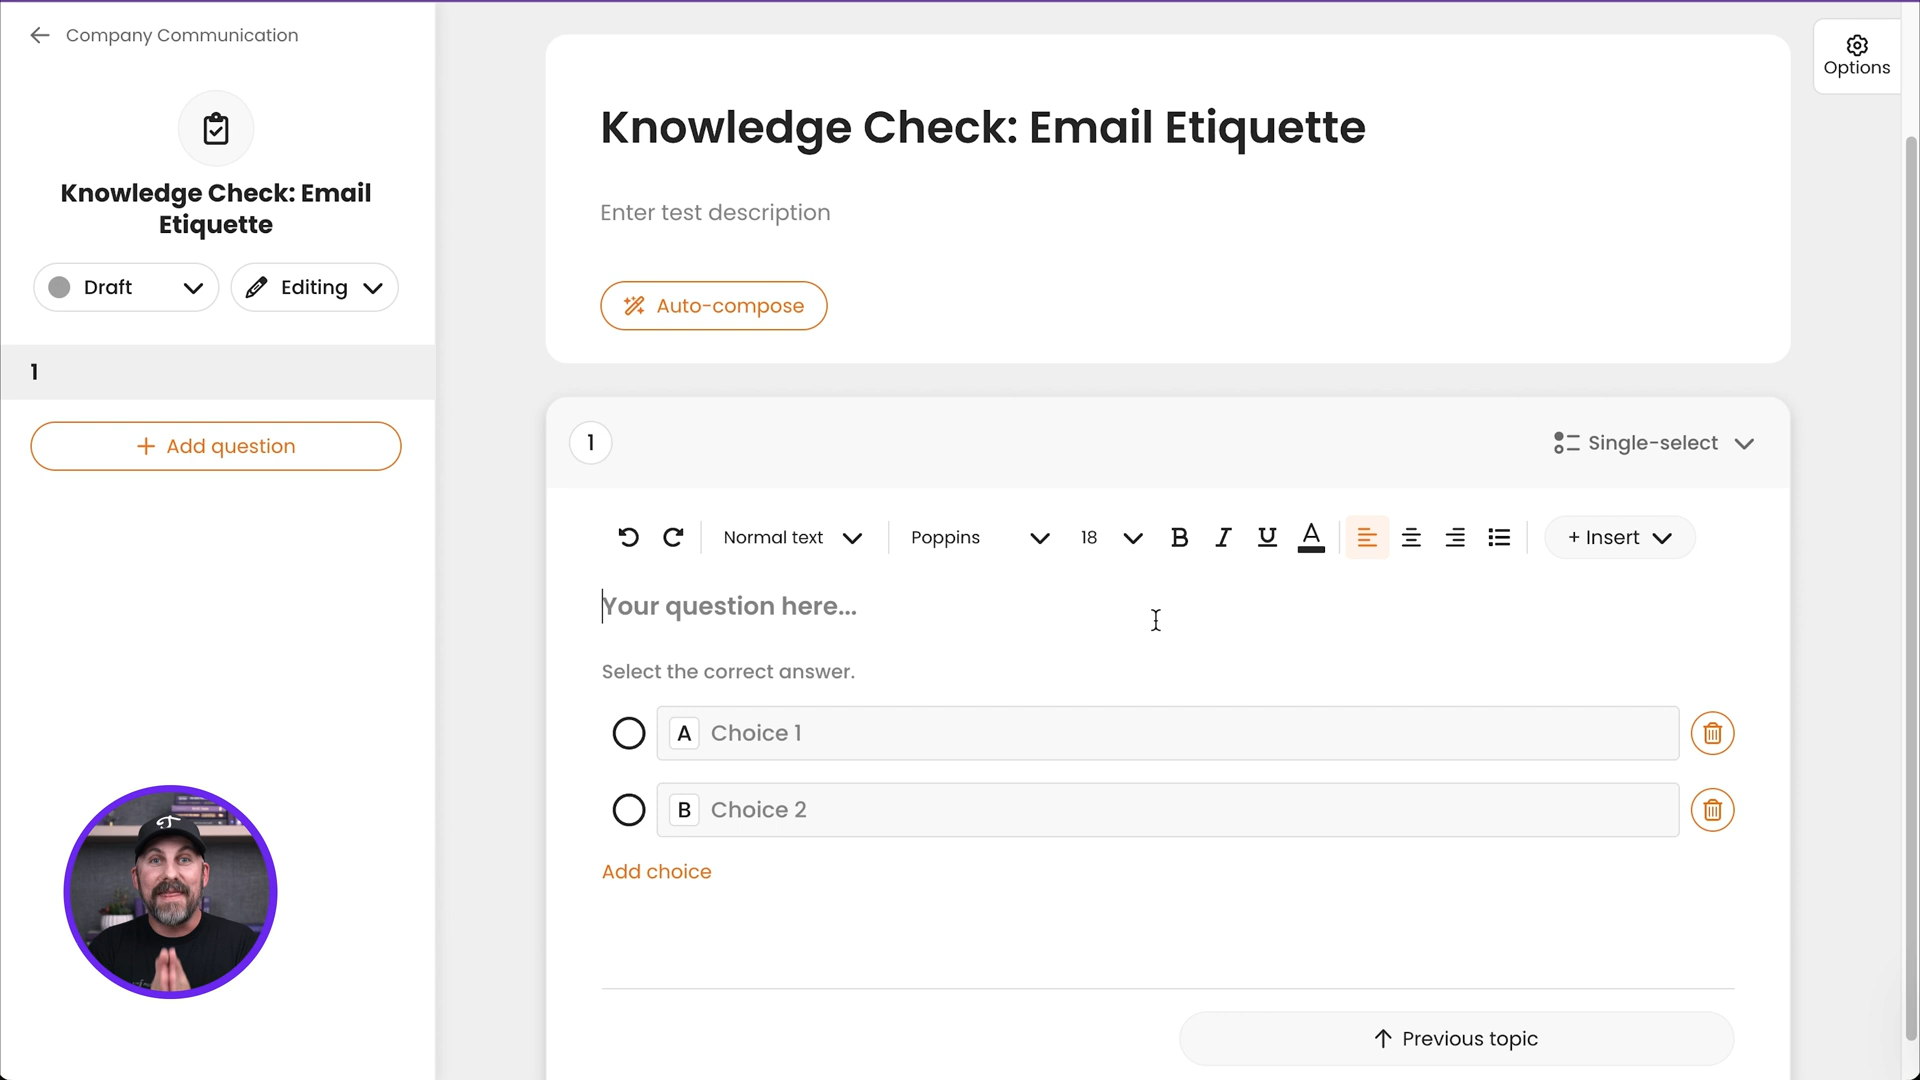 Company Communication
Options
Knowledge Check: Email
Etiquette
Draft
Editing
1
+ Add question
Knowledge Check: Email Etiquette
Enter test description
Auto-compose
1
Single-select
Normal text
Poppins
18
B I U A
+ Insert
Your question here...
Select the correct answer.
A Choice 1
B Choice 2
Add choice
Previous topic